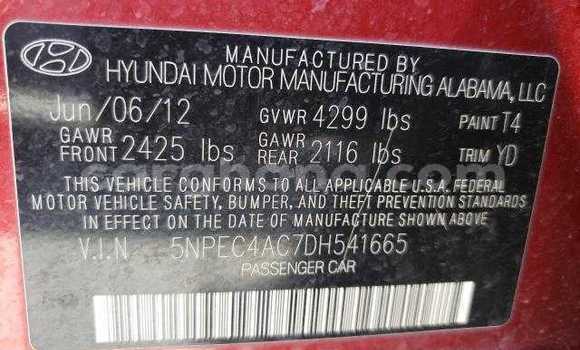 MANUFACTURED BY
HYUNDAI MOTOR MANUFACTURING ALABAMA, LLC
Jun/06/12 GVWR 4299 lbs PAINT T4
GAWR FRONT 2425 lbs GAWR REAR 2116 lbs TRIM YD
THIS VEHICLE CONFORMS TO ALL APPLICABLE U.S.A. FEDERAL
MOTOR VEHICLE SAFETY, BUMPER, AND THEFT PREVENTION STANDARDS
IN EFFECT ON THE DATE OF MANUFACTURE SHOWN ABOVE
V.I.N 5NPEC4AC7DH541665
PASSENGER CAR